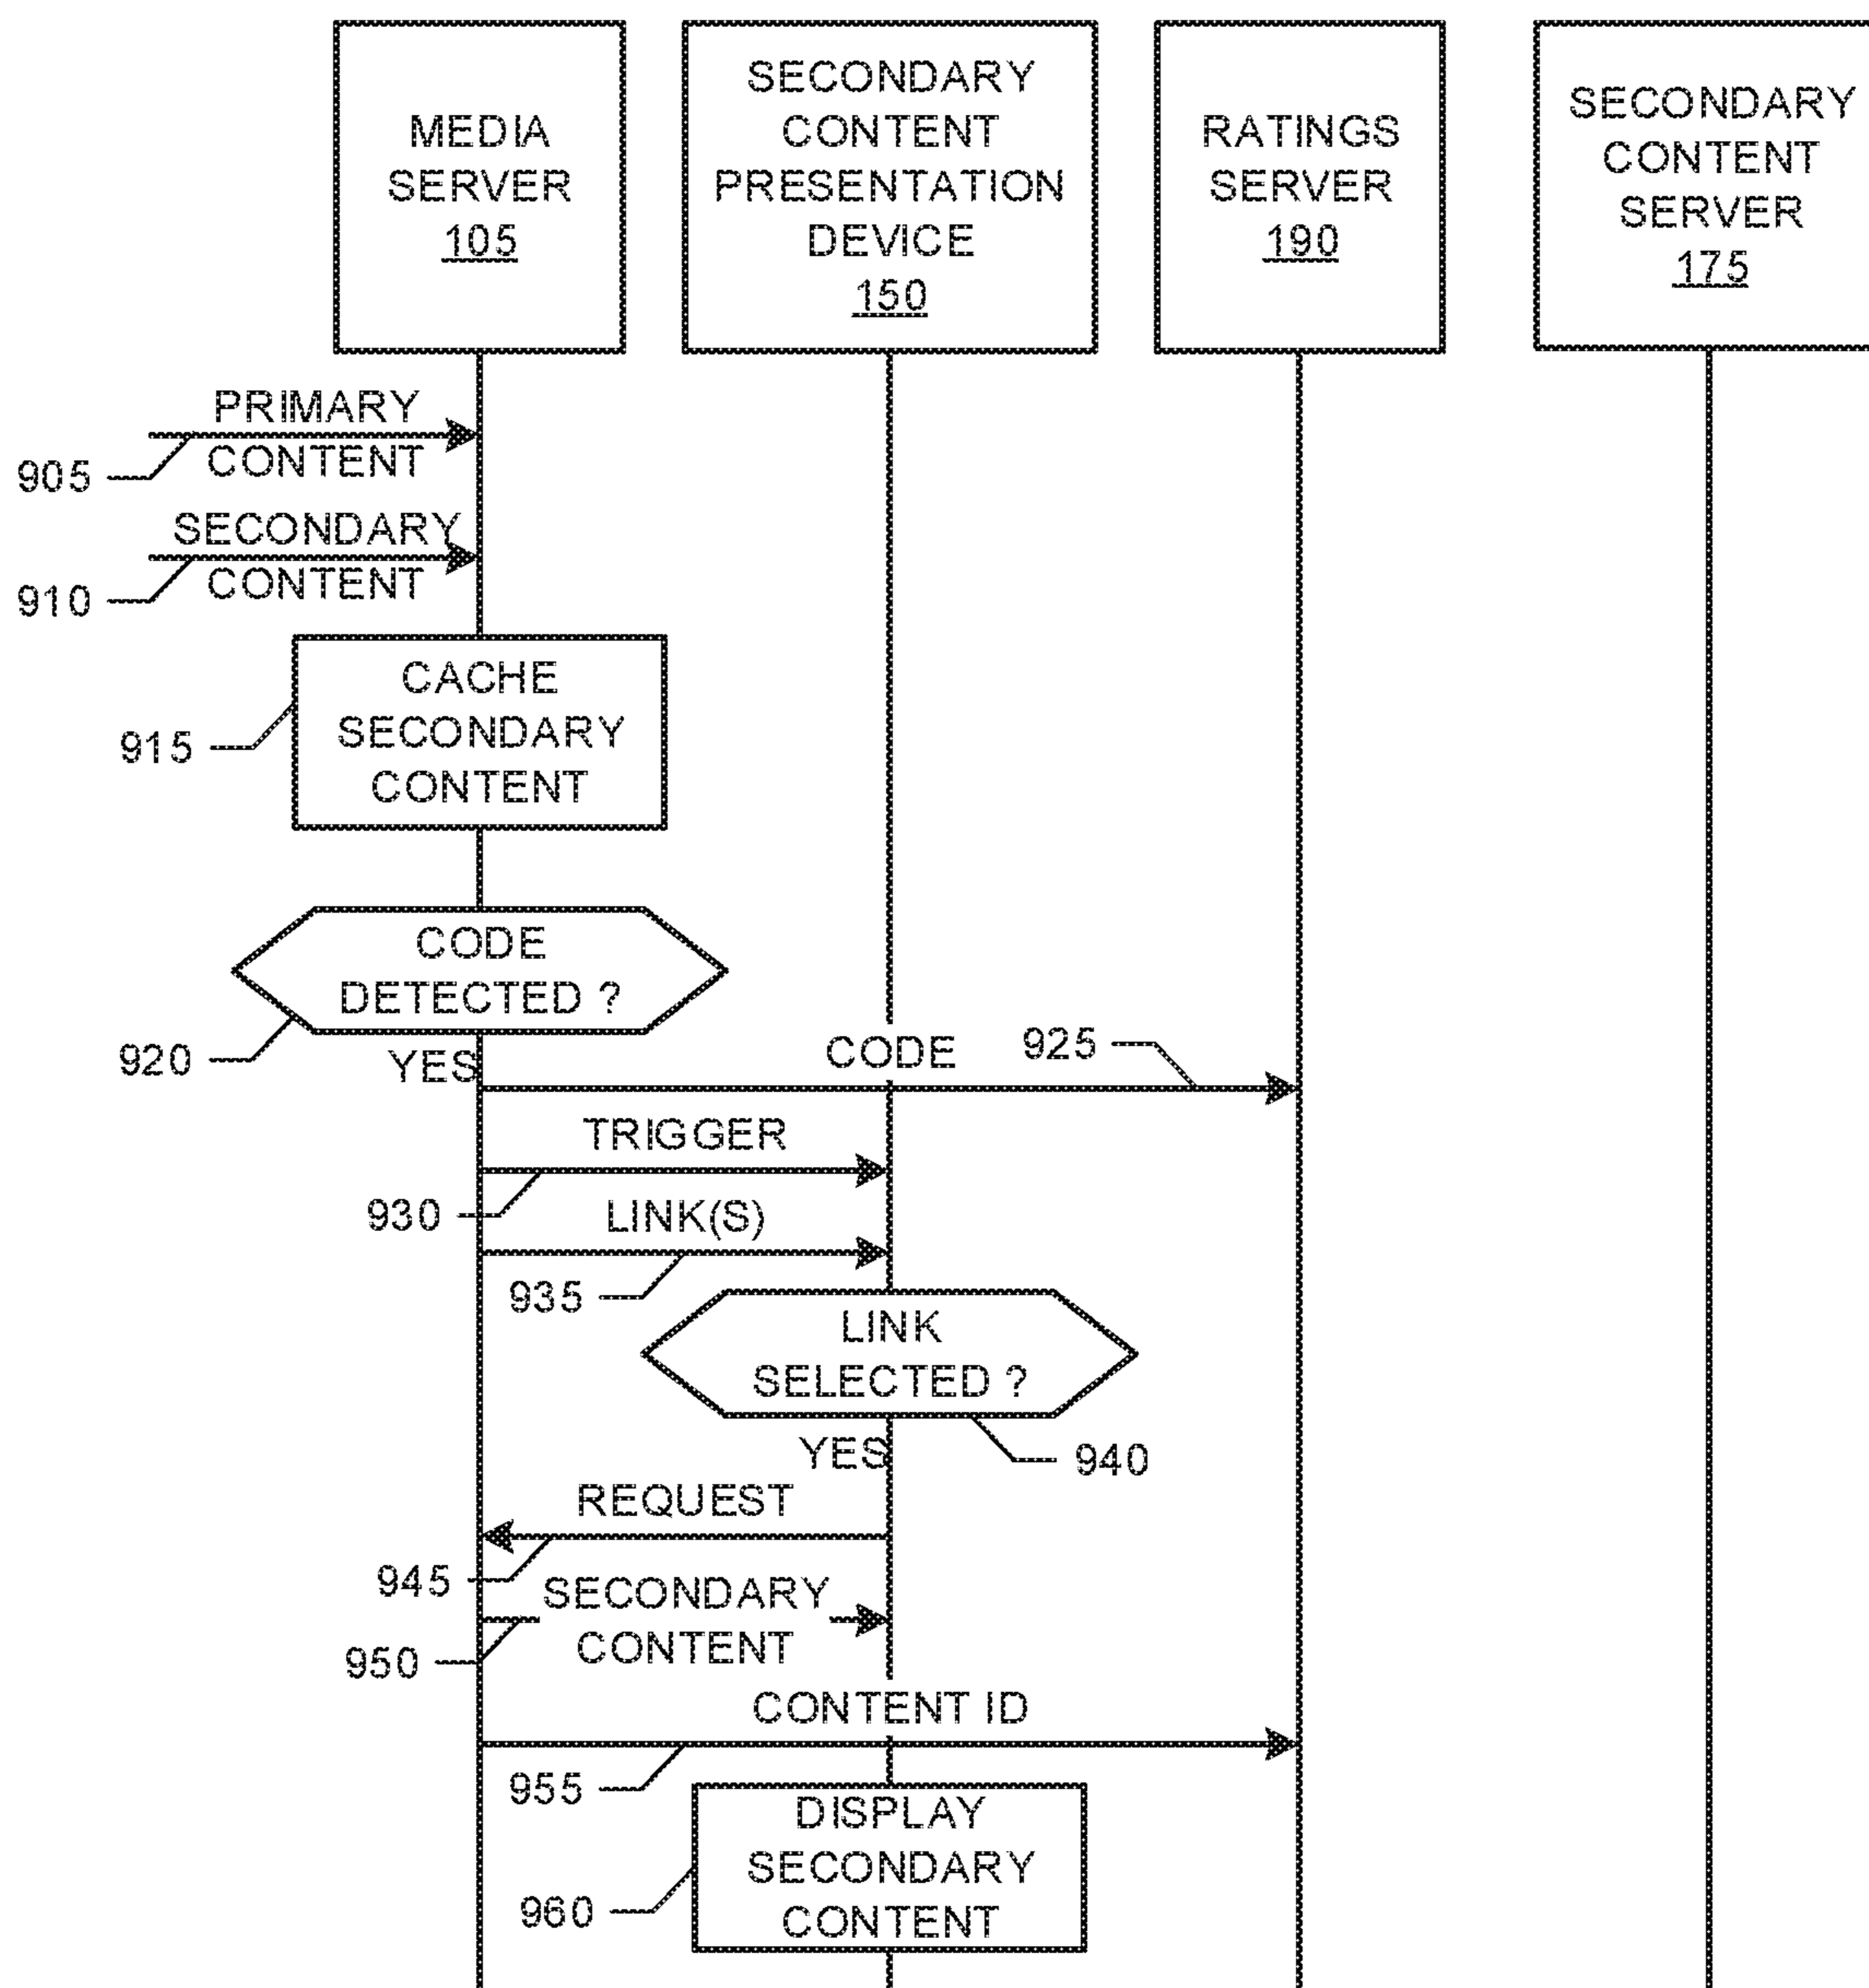 MEDIA
SERVER
105
SECONDARY
CONTENT
PRESENTATION
DEVICE
150
RATINGS
SERVER
190
SECONDARY
CONTENT
SERVER
175
PRIMARY
CONTENT
905
SECONDARY
CONTENT
910
CACHE
SECONDARY
CONTENT
915
CODE
DETECTED ?
920
YES
CODE
925
TRIGGER
930
LINK(S)
935
LINK
SELECTED ?
YES
940
REQUEST
945
SECONDARY
CONTENT
950
CONTENT ID
955
DISPLAY
SECONDARY
CONTENT
960